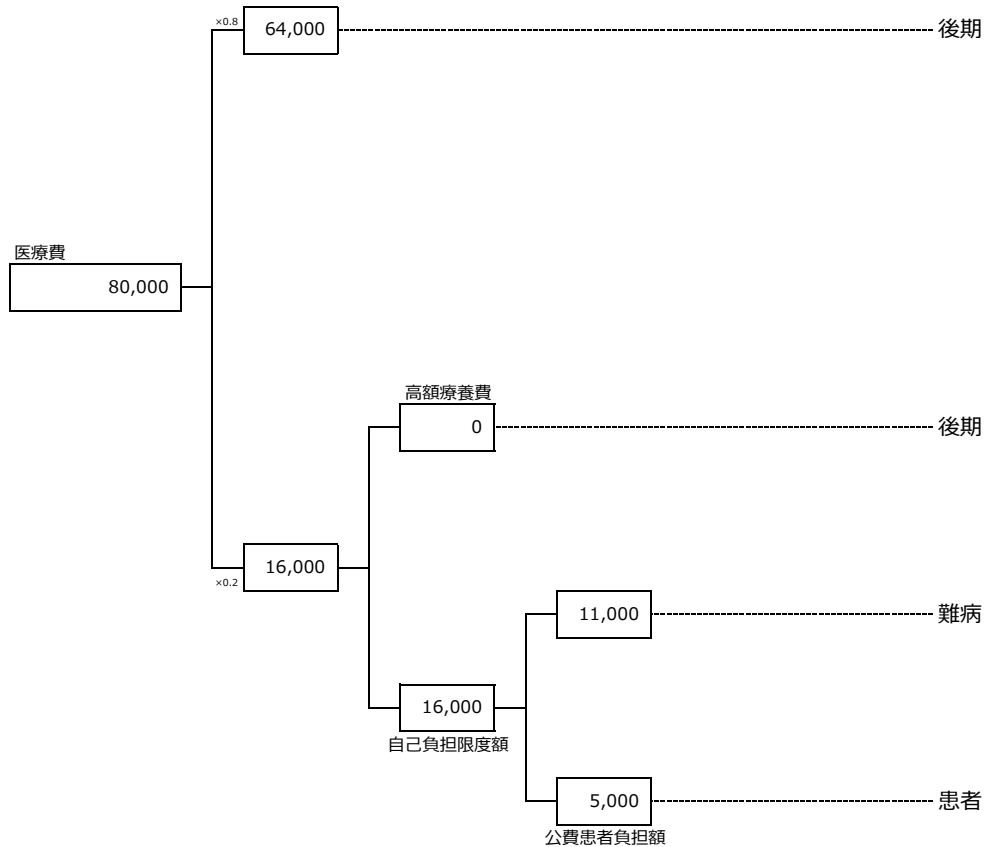 ×0.8
64,000
後期
医療費
80,000
高額療養費
0
後期
16,000
×0.2
11,000
難病
16,000
自己負担限度額
5,000
患者
公費患者負担額